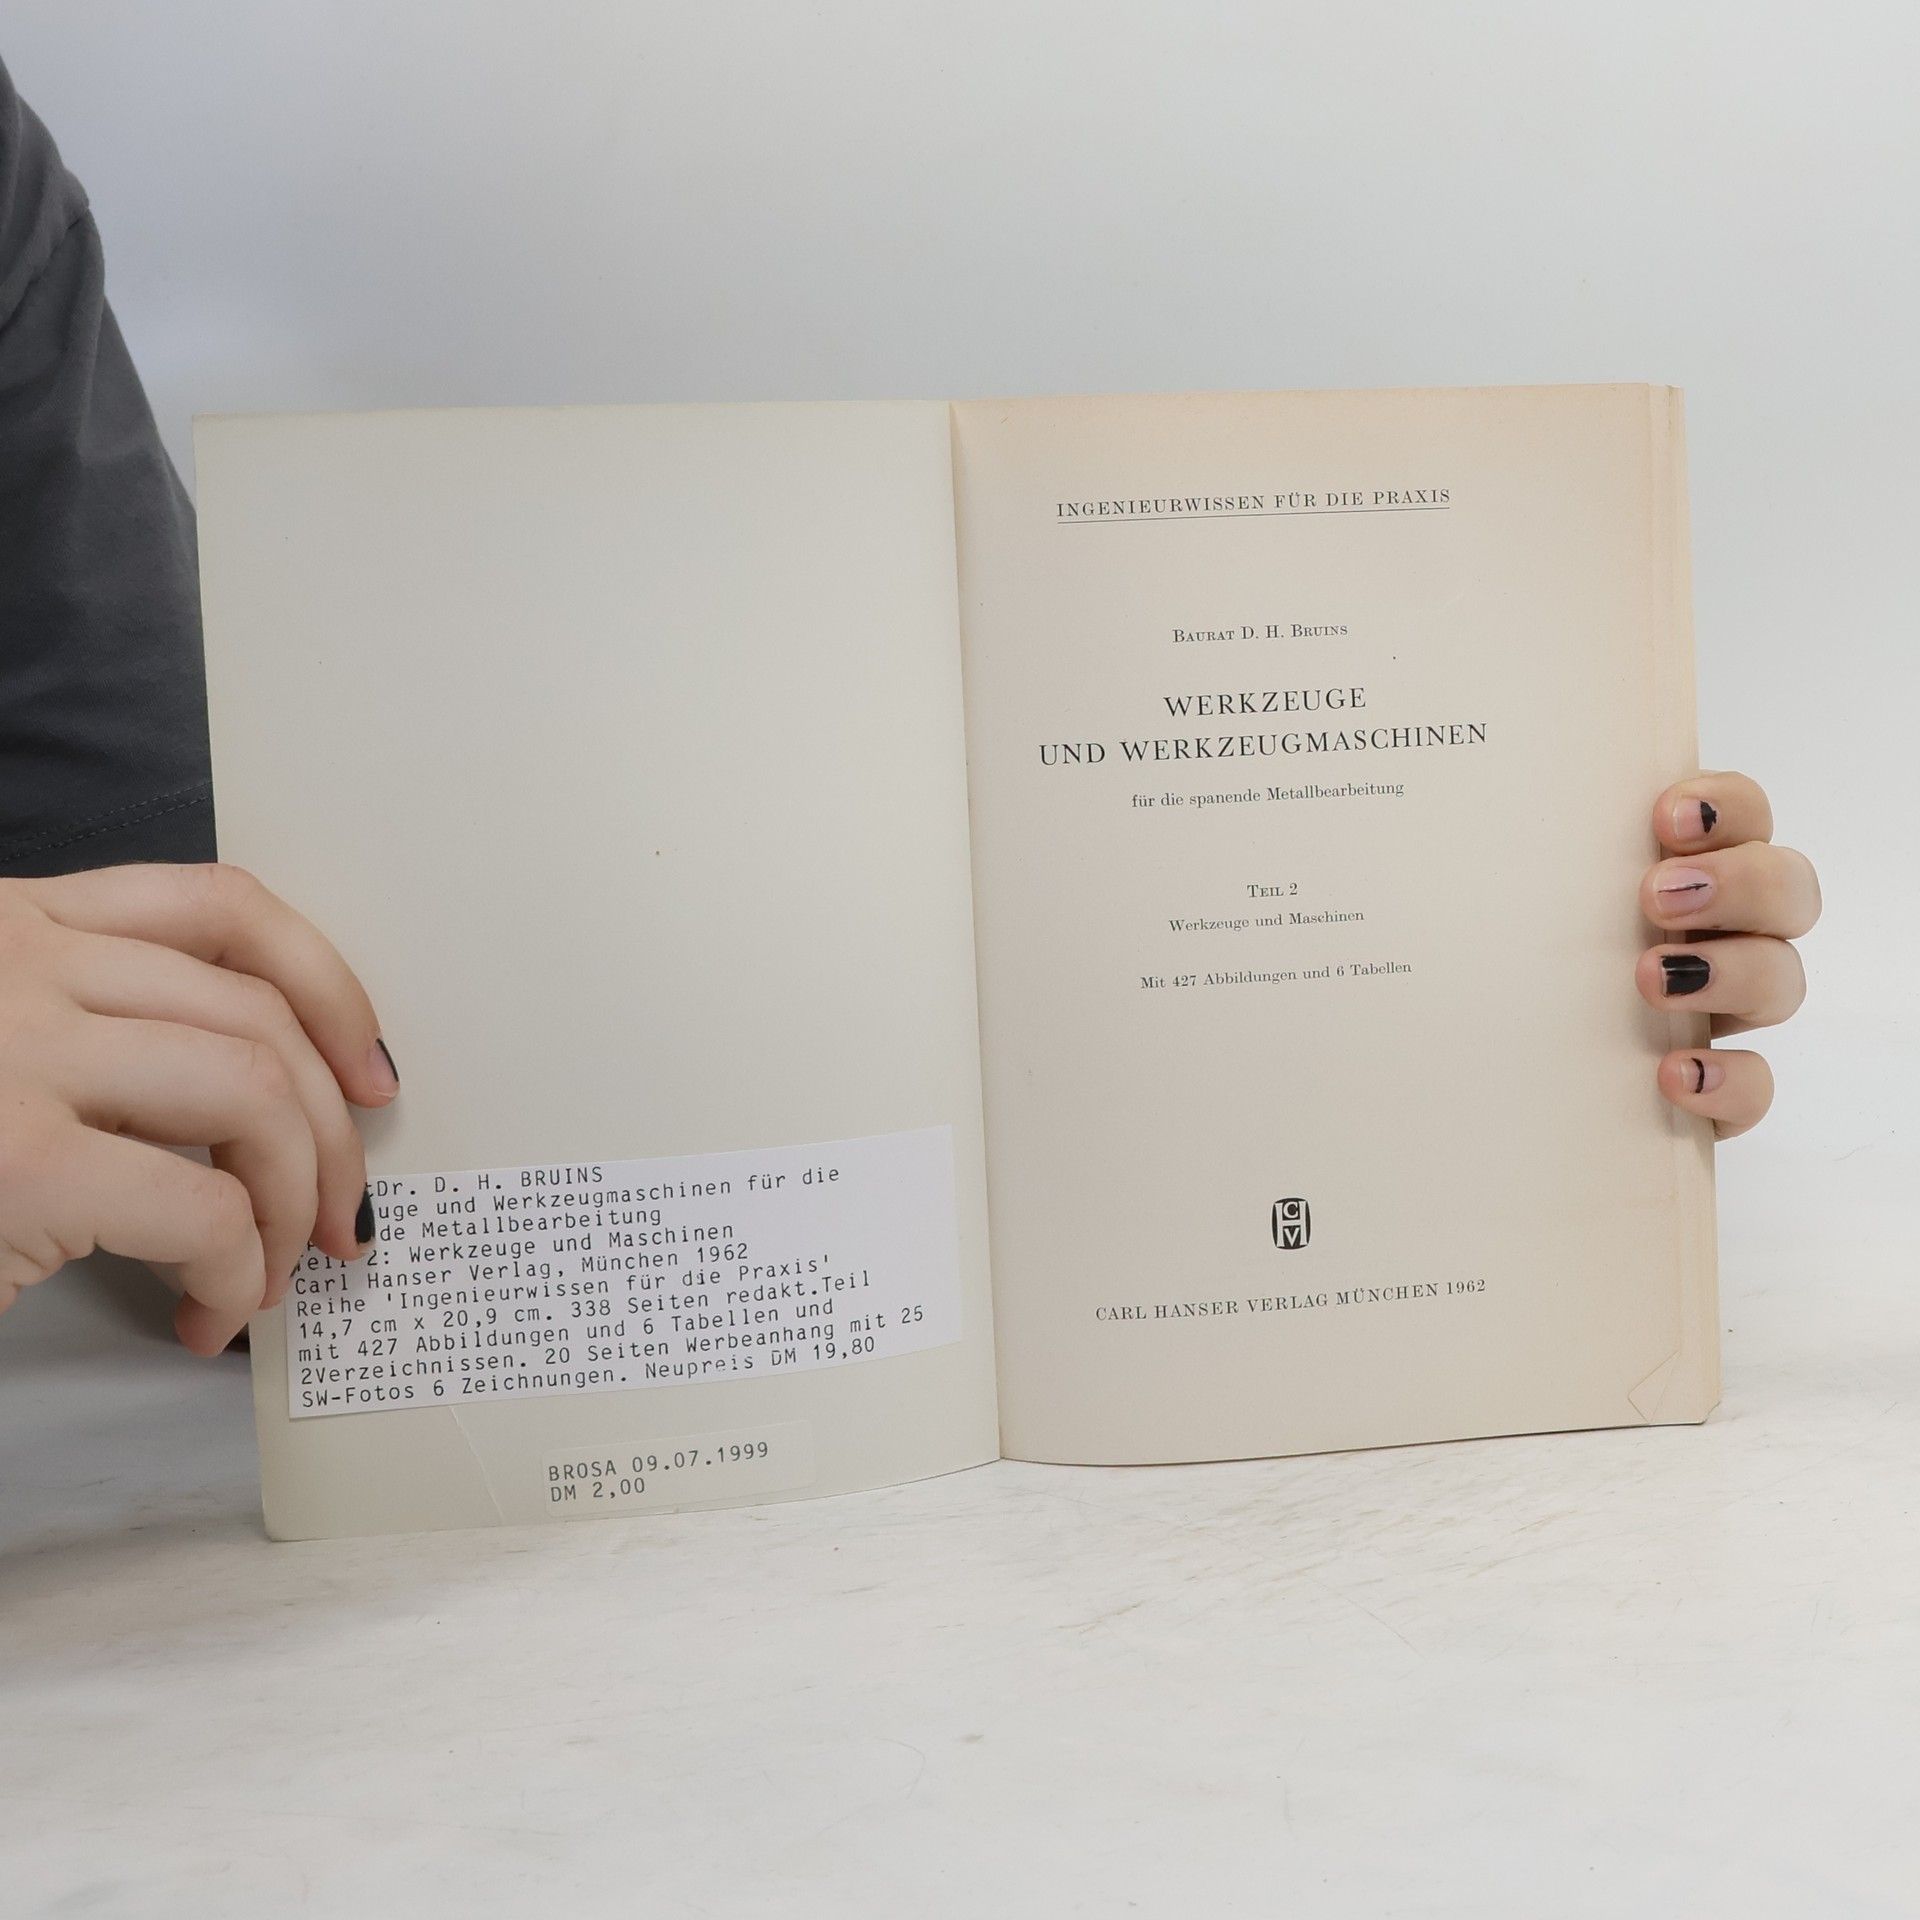 tDr. D. H. BRUINS
uge und Werkzeugmaschinen für die
de Metallbearbeitung
Teil 2: Werkzeuge und Maschinen
Carl Hanser Verlag, München 1962
Reihe 'Ingenieurwissen für die Praxis'
14,7 cm x 20,9 cm. 338 Seiten redakt.Teil
mit 427 Abbildungen und 6 Tabellen und
2Verzeichnissen. 20 Seiten Werbeanhang mit 25
SW-Fotos 6 Zeichnungen. Neupreis DM 19,80
BROSA 09.07.1999
DM 2,00
INGENIEURWISSEN FÜR DIE PRAXIS
BAURAT D. H. BRUINS
WERKZEUGE
UND WERKZEUGMASCHINEN
für die spanende Metallbearbeitung
TEIL 2
Werkzeuge und Maschinen
Mit 427 Abbildungen und 6 Tabellen
CHV
CARL HANSER VERLAG MÜNCHEN 1962